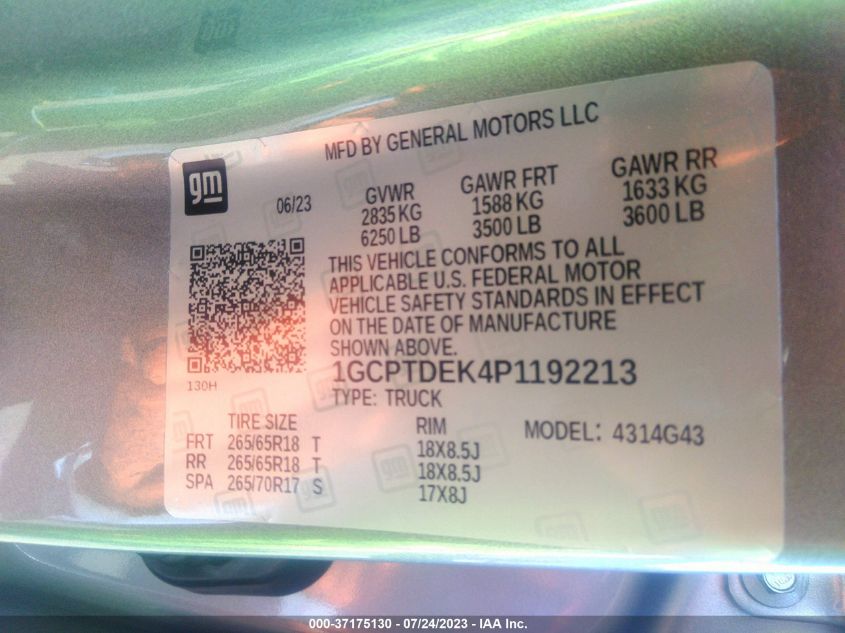 MFD BY GENERAL MOTORS LLC
gm
06/23
GVWR
2835 KG
6250 LB
GAWR FRT
1588 KG
3500 LB
GAWR RR
1633 KG
3600 LB
THIS VEHICLE CONFORMS TO ALL
APPLICABLE U.S. FEDERAL MOTOR
VEHICLE SAFETY STANDARDS IN EFFECT
ON THE DATE OF MANUFACTURE
SHOWN ABOVE.
1GCPTDEK4P1192213
130H
TYPE: TRUCK
TIRE SIZE RIM MODEL: 4314G43
FRT 265/65R18 T 18X8.5J
RR 265/65R18 T 18X8.5J
SPA 265/70R17 S 17X8J
000-37175130 - 07/24/2023 - IAA Inc.